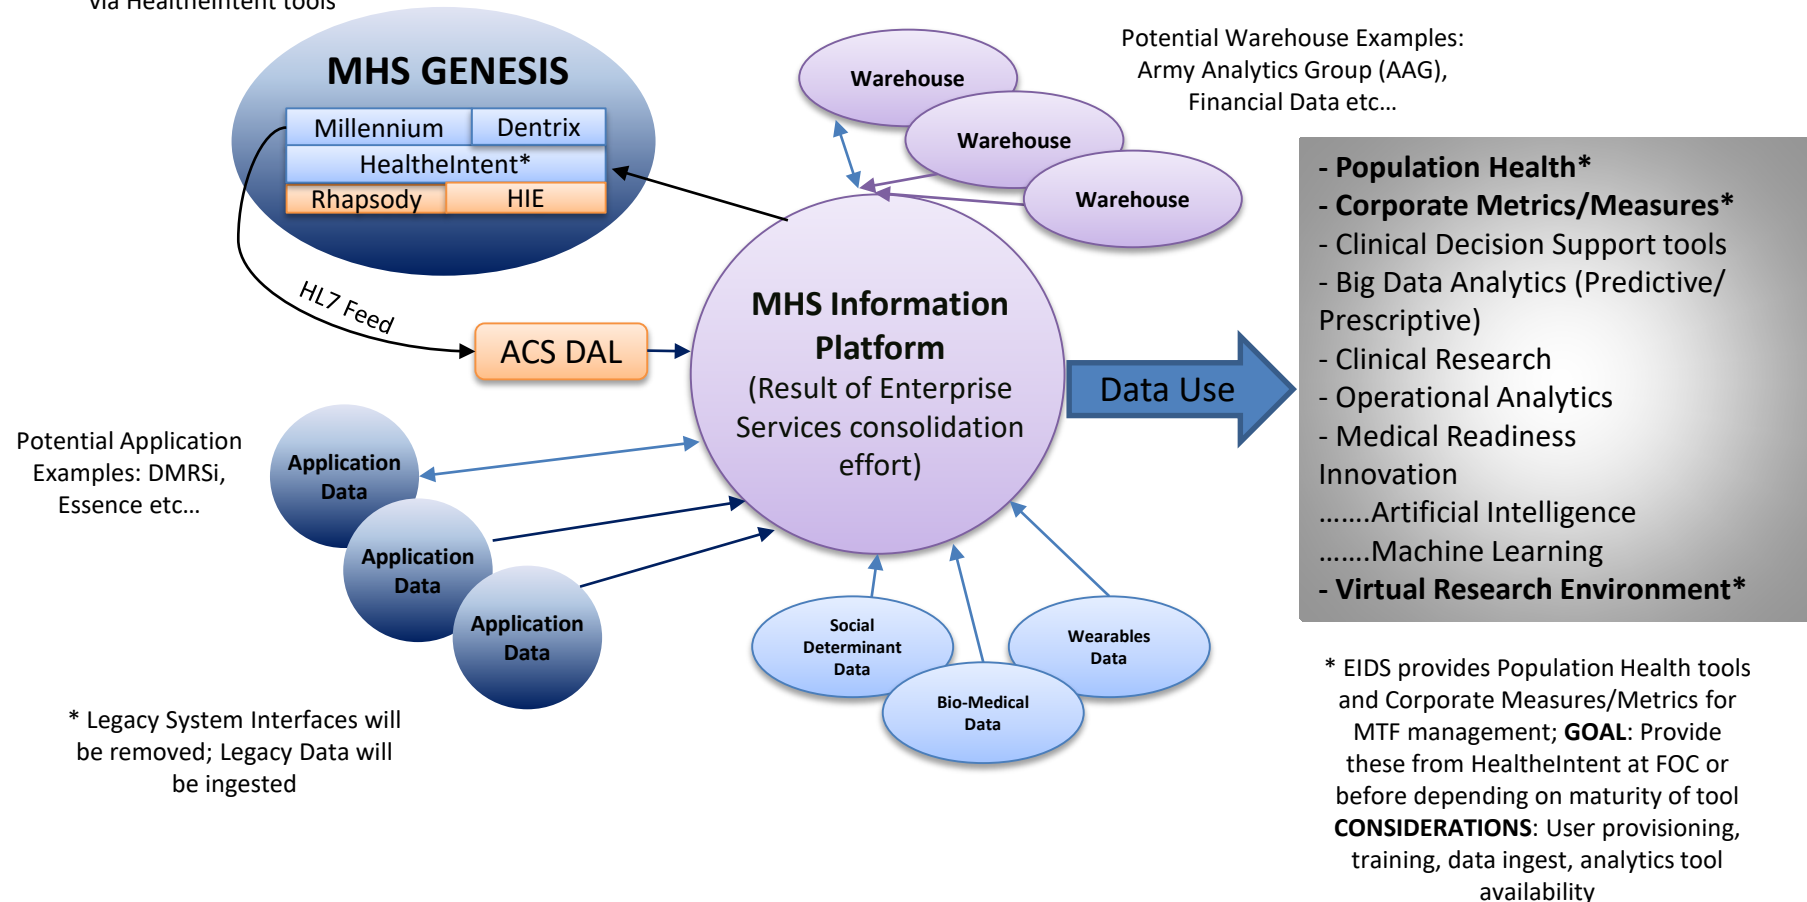 via HealtheIntent tools
MHS GENESIS
Millennium
Dentrix
HealtheIntent*
Rhapsody
HIE
HL7 Feed
ACS DAL
Warehouse
Warehouse
Warehouse
Potential Warehouse Examples:
Army Analytics Group (AAG),
Financial Data etc…
MHS Information
Platform
(Result of Enterprise
Services consolidation
effort)
Data Use
- Population Health*
- Corporate Metrics/Measures*
- Clinical Decision Support tools
- Big Data Analytics (Predictive/
Prescriptive)
- Clinical Research
- Operational Analytics
- Medical Readiness
Innovation
…….Artificial Intelligence
…….Machine Learning
- Virtual Research Environment*
Potential Application
Examples: DMRSi,
Essence etc…
Application
Data
Application
Data
Application
Data
Social
Determinant
Data
Bio-Medical
Data
Wearables
Data
* Legacy System Interfaces will
be removed; Legacy Data will
be ingested
* EIDS provides Population Health tools
and Corporate Measures/Metrics for
MTF management; GOAL: Provide
these from HealtheIntent at FOC or
before depending on maturity of tool
CONSIDERATIONS: User provisioning,
training, data ingest, analytics tool
availability